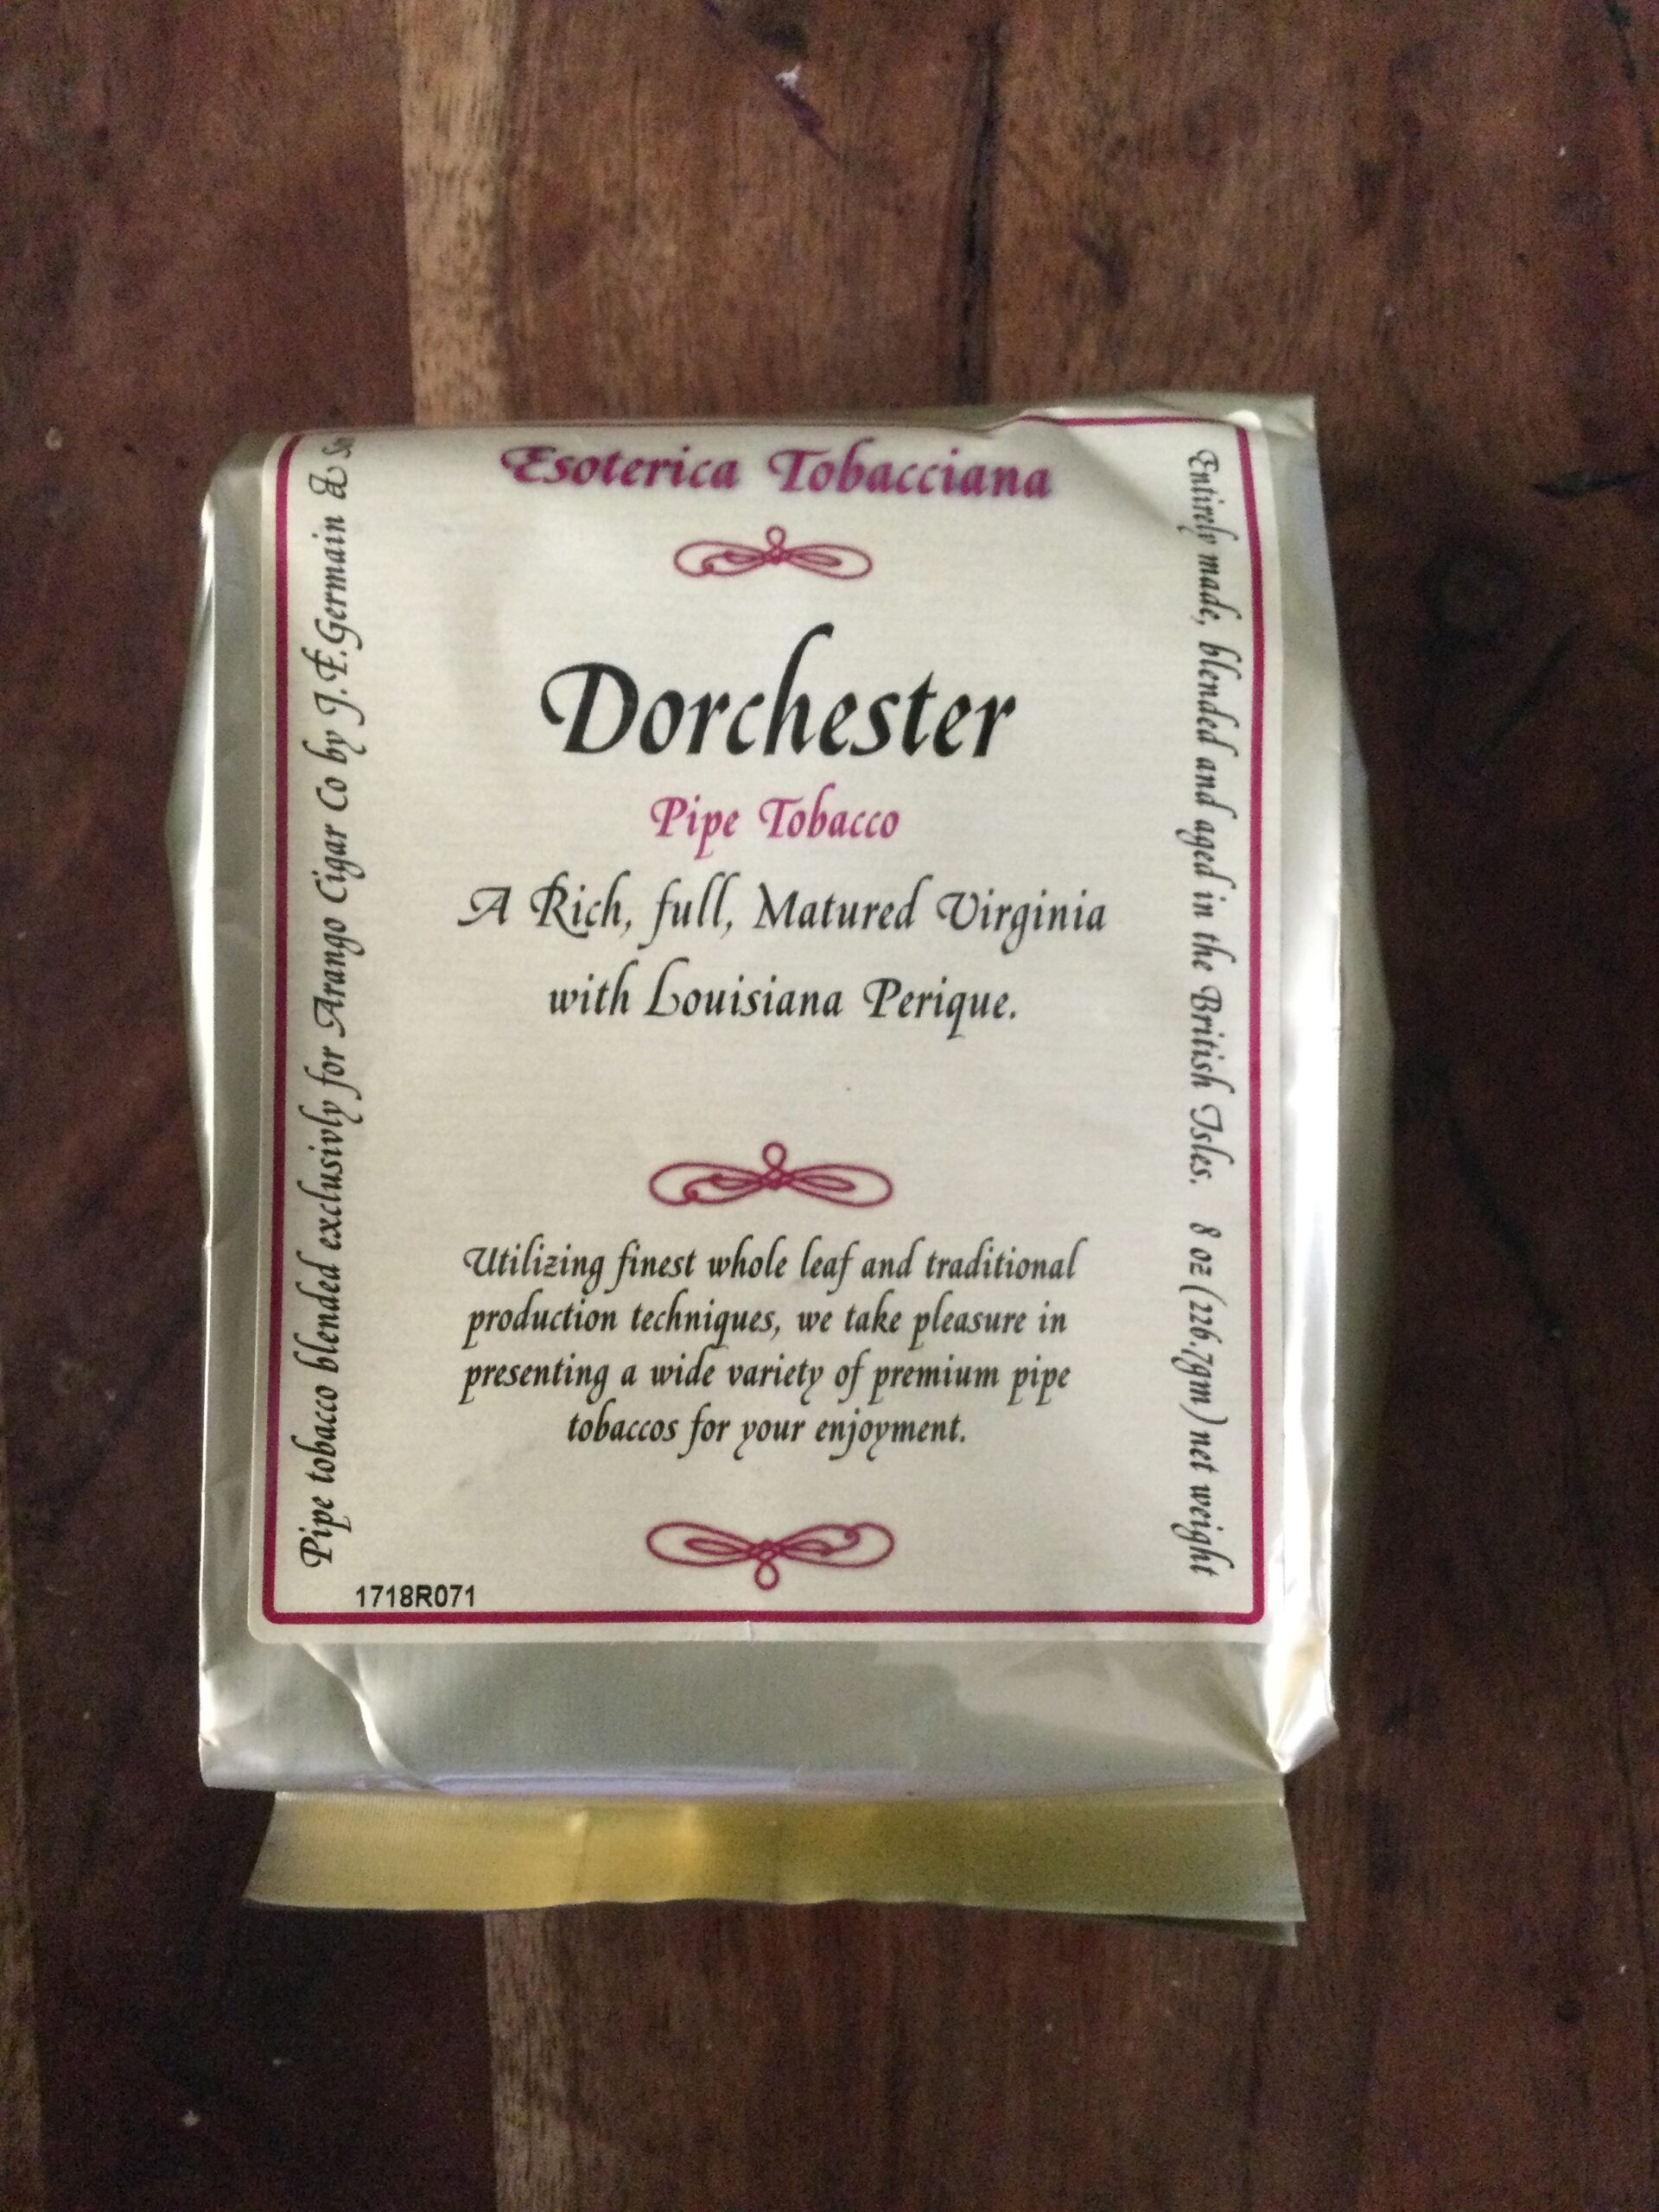 Esoterica Tobacciana
Dorchester
Pipe Tobacco
A Rich, full, Matured Virginia
with Louisiana Perique.
Utilizing finest whole leaf and traditional
production techniques, we take pleasure in
presenting a wide variety of premium pipe
tobaccos for your enjoyment.
1718R071
Pipe tobacco blended exclusivly for Arango Cigar Co by J.F.Germain &
Entirely made, blended and aged in the British Isles. 8 oz (226.7gm) net weight